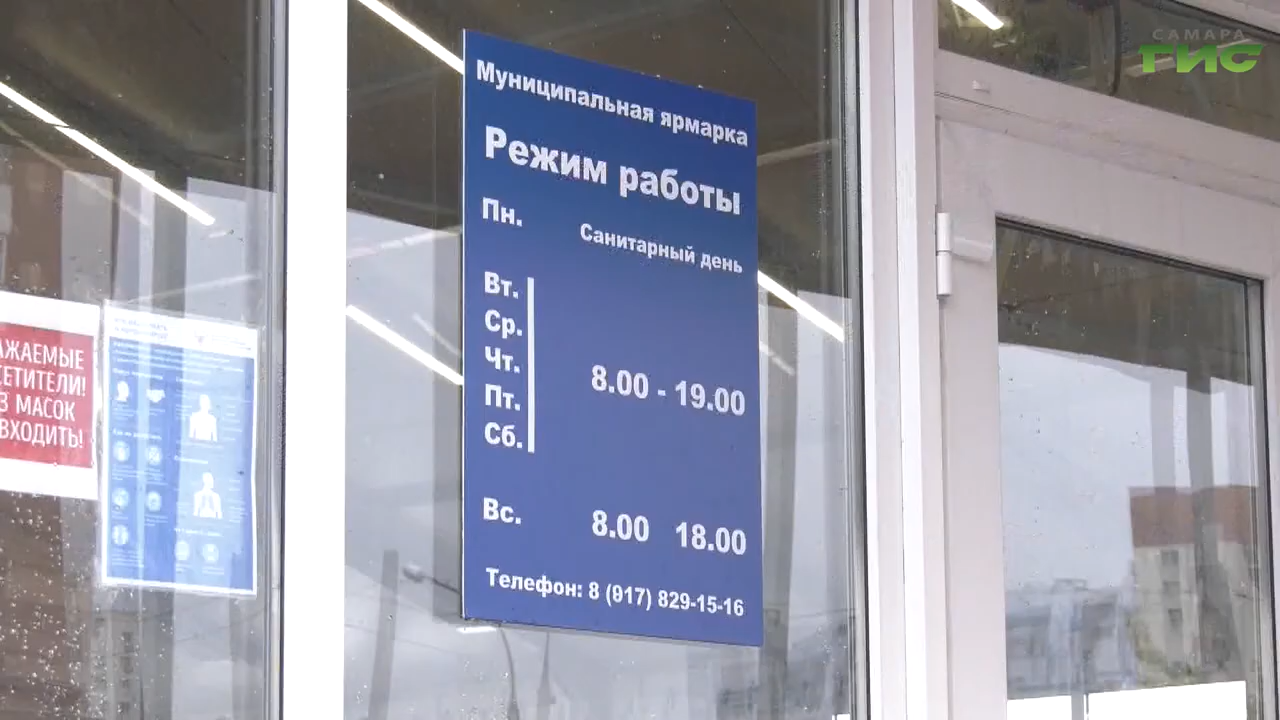 САМАРА
ГИС
Муниципальная ярмарка
Режим работы
Пн. Санитарный день
Вт.
Ср.
Чт. 8.00 - 19.00
Пт.
Сб.
Вс. 8.00 18.00
Телефон: 8 (917) 829-15-16
АЖАЕМЫЕ
СЕТИТЕЛИ!
З МАСОК
ВХОДИТЬ!